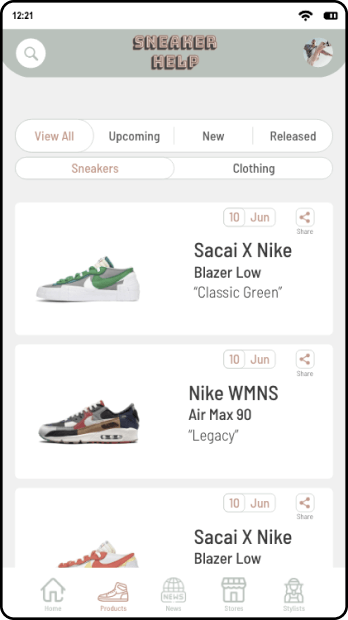 12:21
SNEAKER
HELP
View All Upcoming New Released
Sneakers Clothing
10 Jun
Share
Sacai X Nike
Blazer Low
“Classic Green”
10 Jun
Share
Nike WMNS
Air Max 90
“Legacy”
10 Jun
Share
Sacai X Nike
Blazer Low
NEWS
Home Products News Stores Stylists